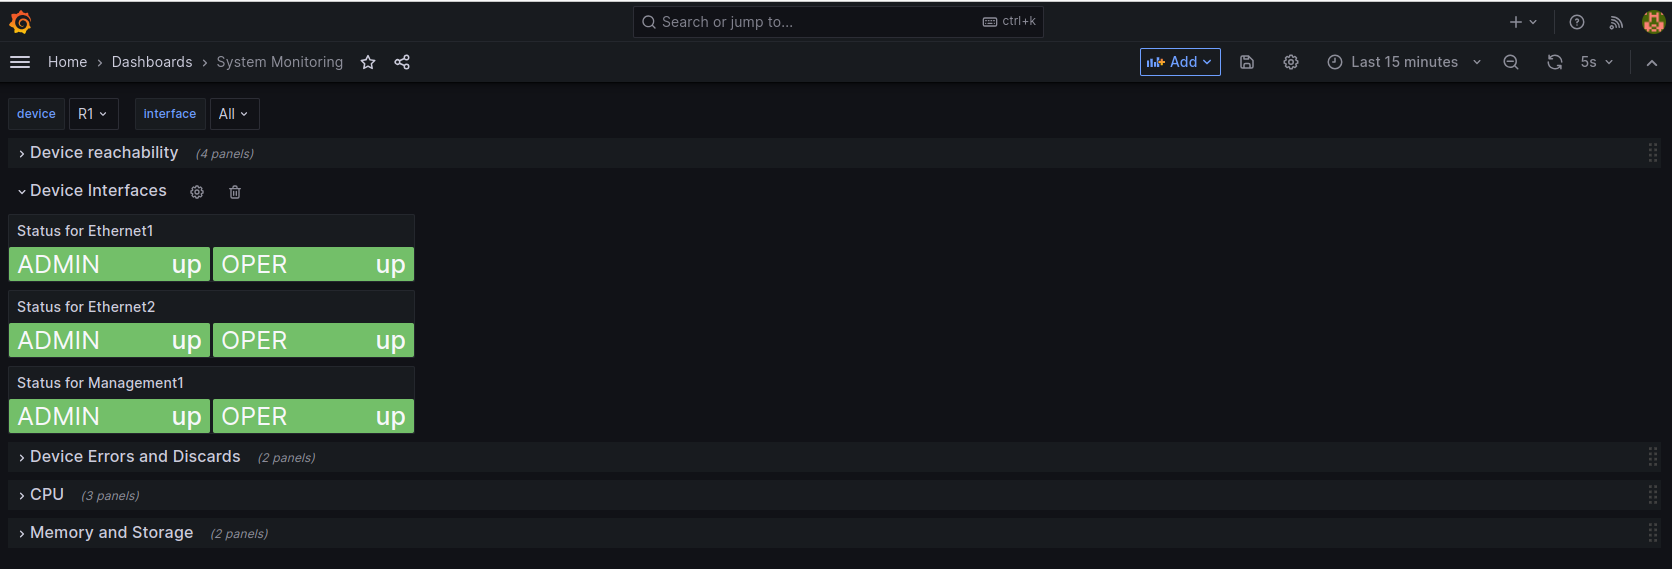 Search or jump to... ctrl+k
Home Dashboards System Monitoring Add Last 15 minutes 5s
device R1 interface All
Device reachability (4 panels)
Device Interfaces
Status for Ethernet1
ADMIN up OPER up
Status for Ethernet2
ADMIN up OPER up
Status for Management1
ADMIN up OPER up
Device Errors and Discards (2 panels)
CPU (3 panels)
Memory and Storage (2 panels)